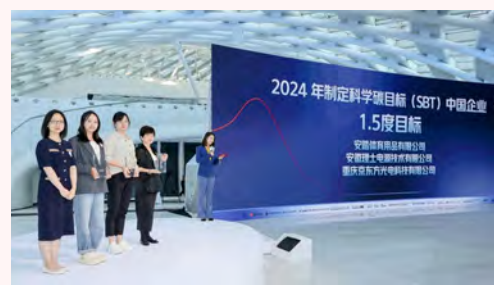 2024 年制定科学碳目标（SBT）中国企业
1.5度目标
安踏体育用品有限公司
安徽理士电源技术有限公司
重庆京东方光电科技有限公司